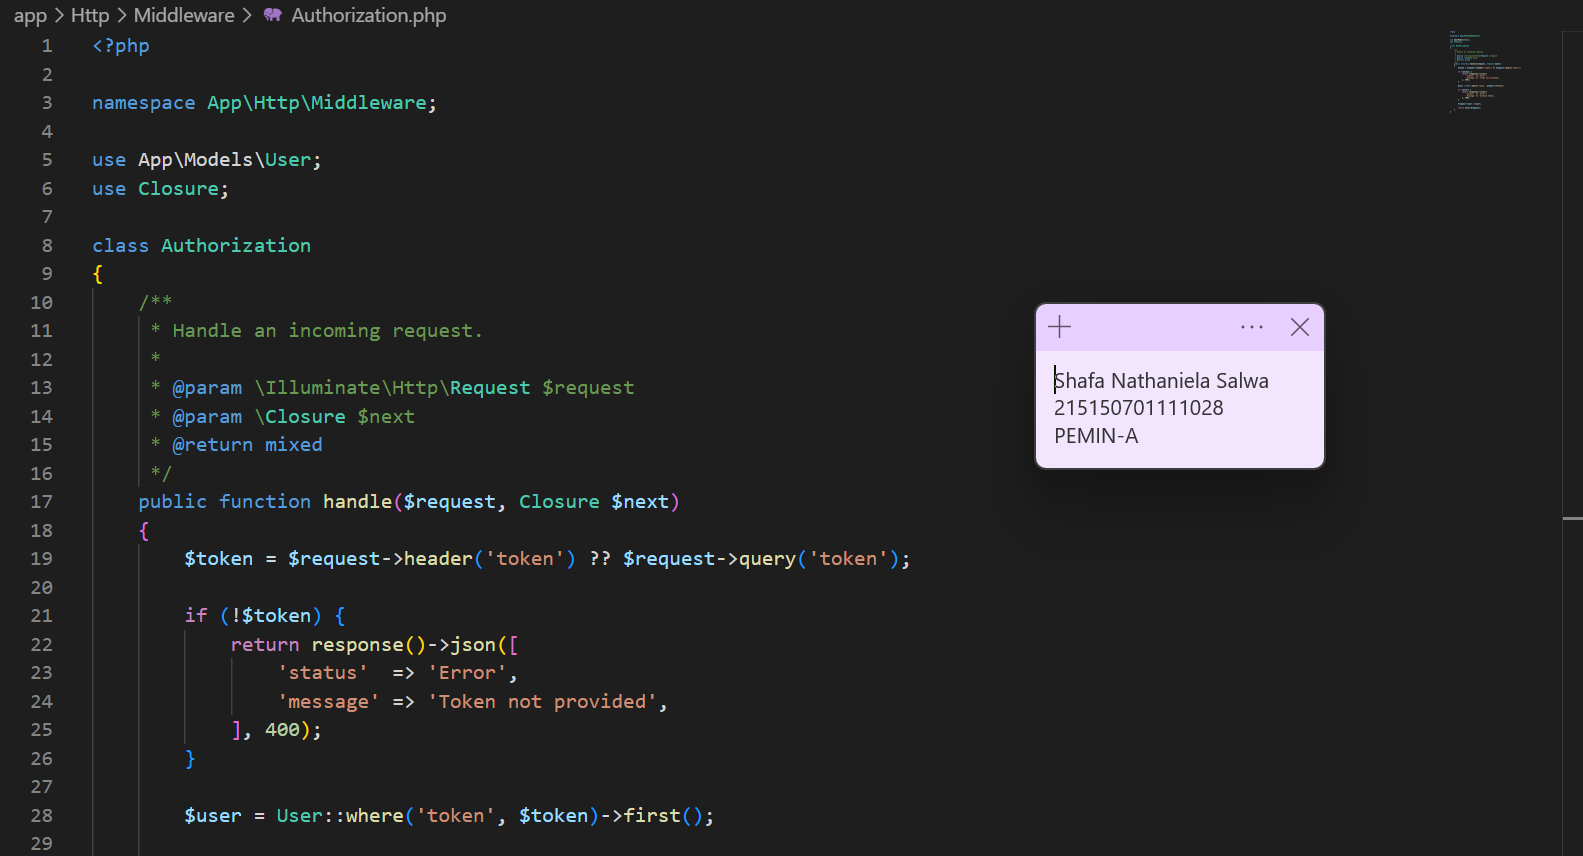 app > Http > Middleware > Authorization.php
1 <?php
2
3 namespace App\Http\Middleware;
4
5 use App\Models\User;
6 use Closure;
7
8 class Authorization
9 {
10     /**
11      * Handle an incoming request.
12      *
13      * @param \Illuminate\Http\Request $request
14      * @param \Closure $next
15      * @return mixed
16      */
17     public function handle($request, Closure $next)
18     {
19         $token = $request->header('token') ?? $request->query('token');
20
21         if (!$token) {
22             return response()->json([
23                 'status'  => 'Error',
24                 'message' => 'Token not provided',
25             ], 400);
26         }
27
28         $user = User::where('token', $token)->first();
29
Shafa Nathaniela Salwa
215150701111028
PEMIN-A